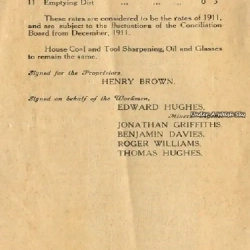 11 Emptying Dirt ... ... ... 0 3
These rates are considered to be the rates of 1911,
and are subject to the fluctuations of the Conciliation
Board from December, 1911.
House Coal and Tool Sharpening, Oil and Glasses
to remain the same.
Signed for the Proprietors
HENRY BROWN.
Signed on behalf of the Workmen,
EDWARD HUGHES,
JONATHAN GRIFFITHS
BENJAMIN DAVIES,
ROGER WILLIAMS,
THOMAS HUGHES.